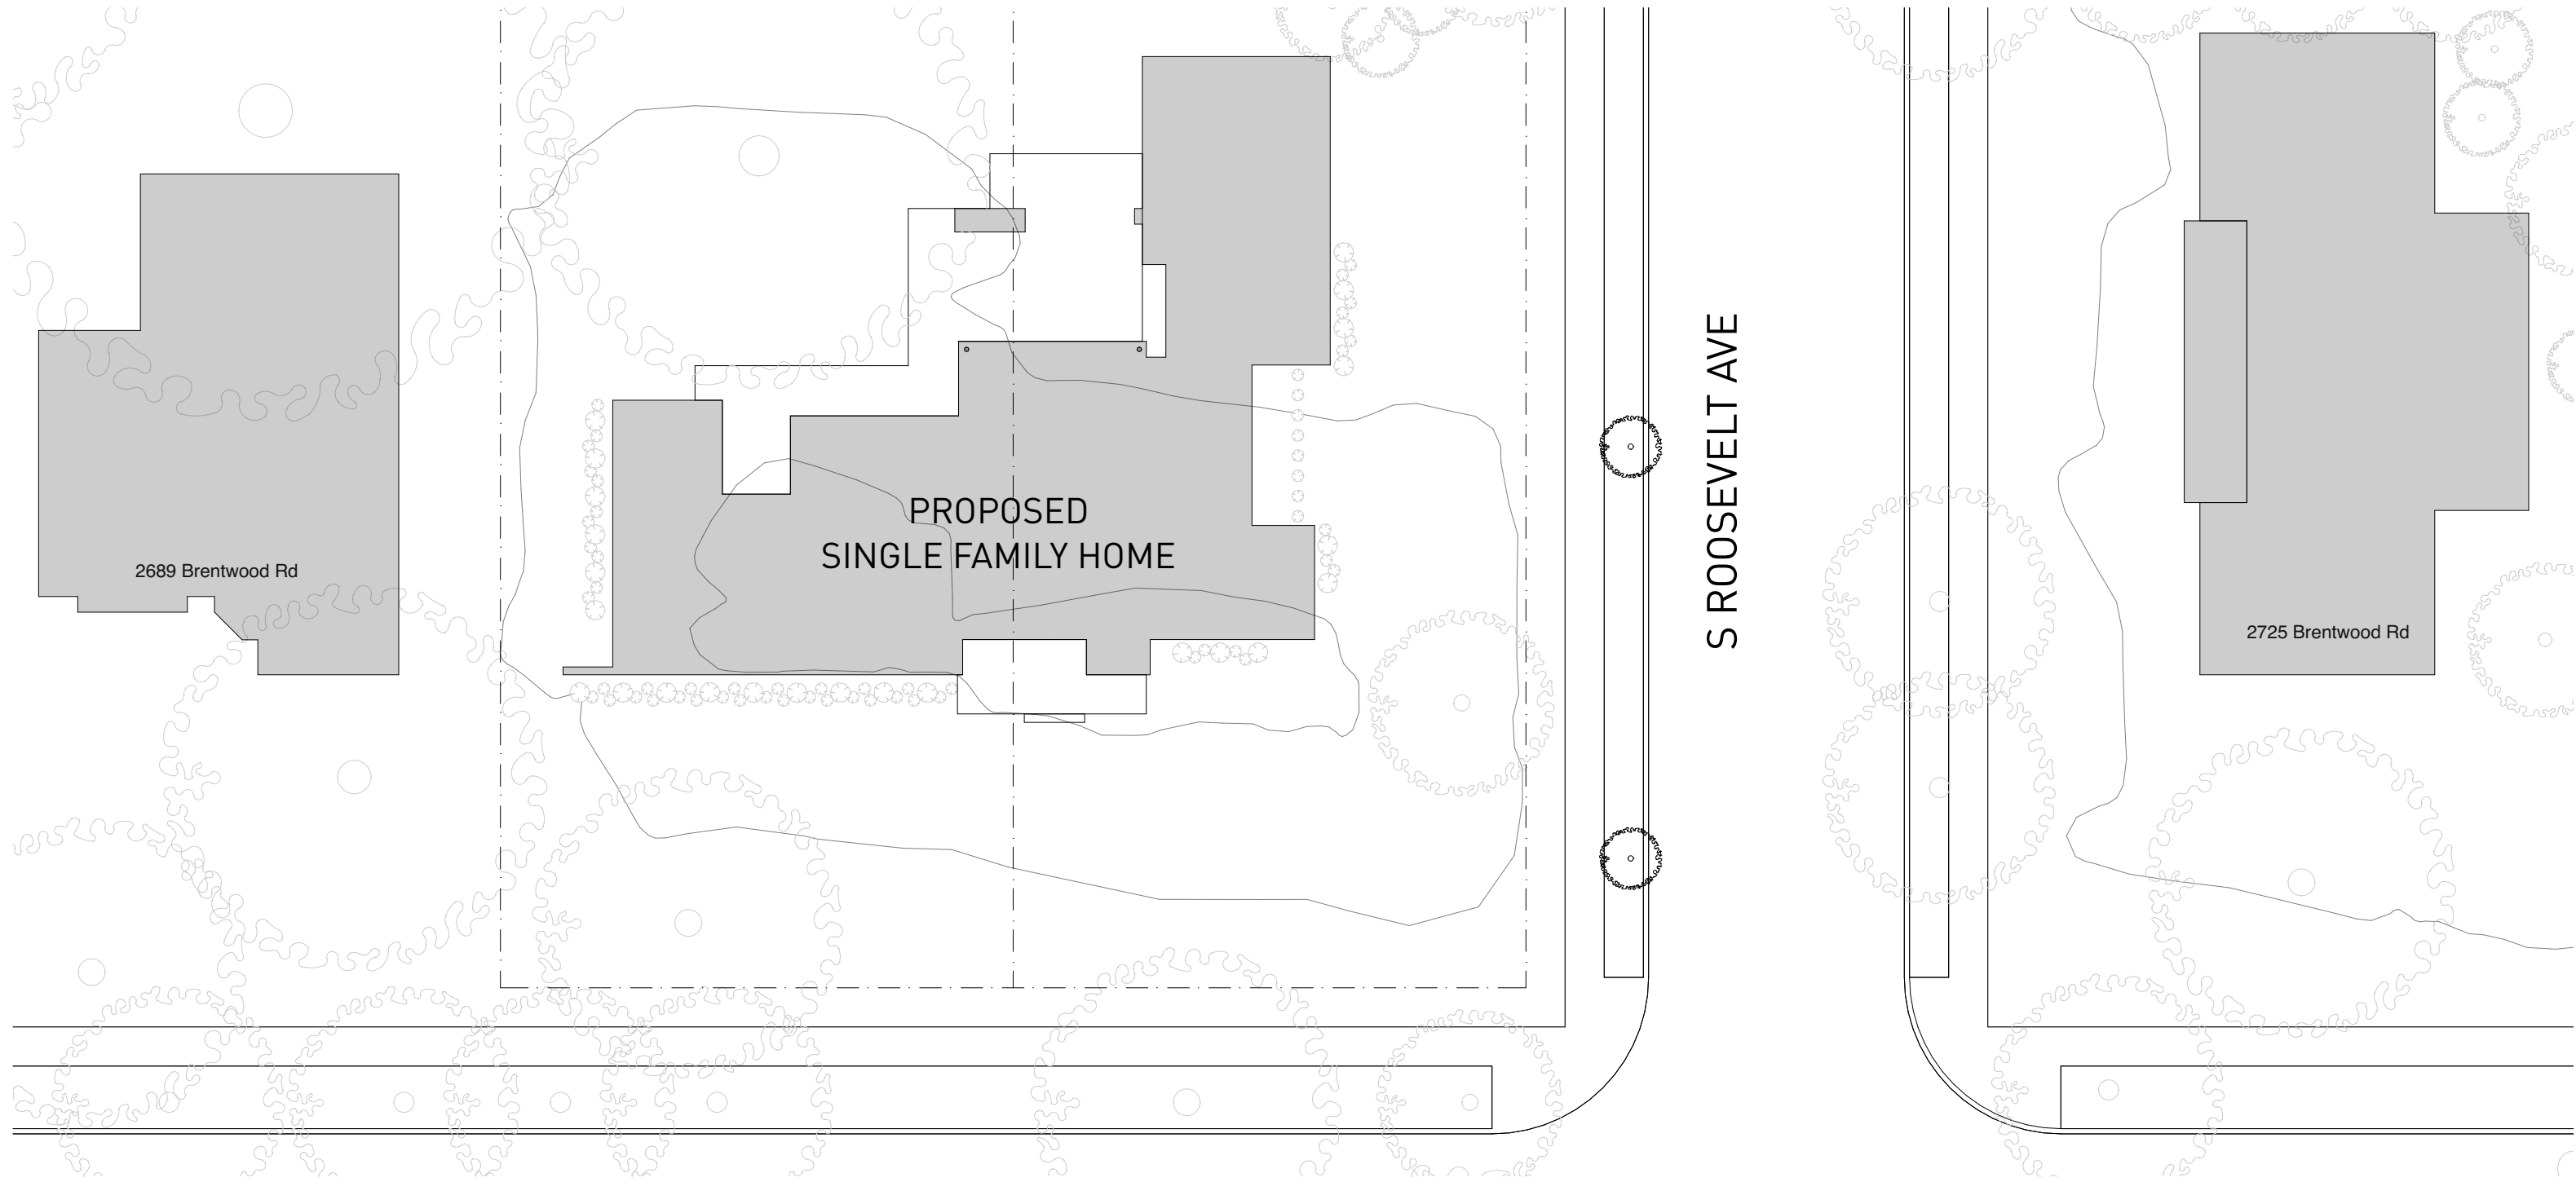 PROPOSED
SINGLE FAMILY HOME
2689 Brentwood Rd
S ROOSEVELT AVE
2725 Brentwood Rd